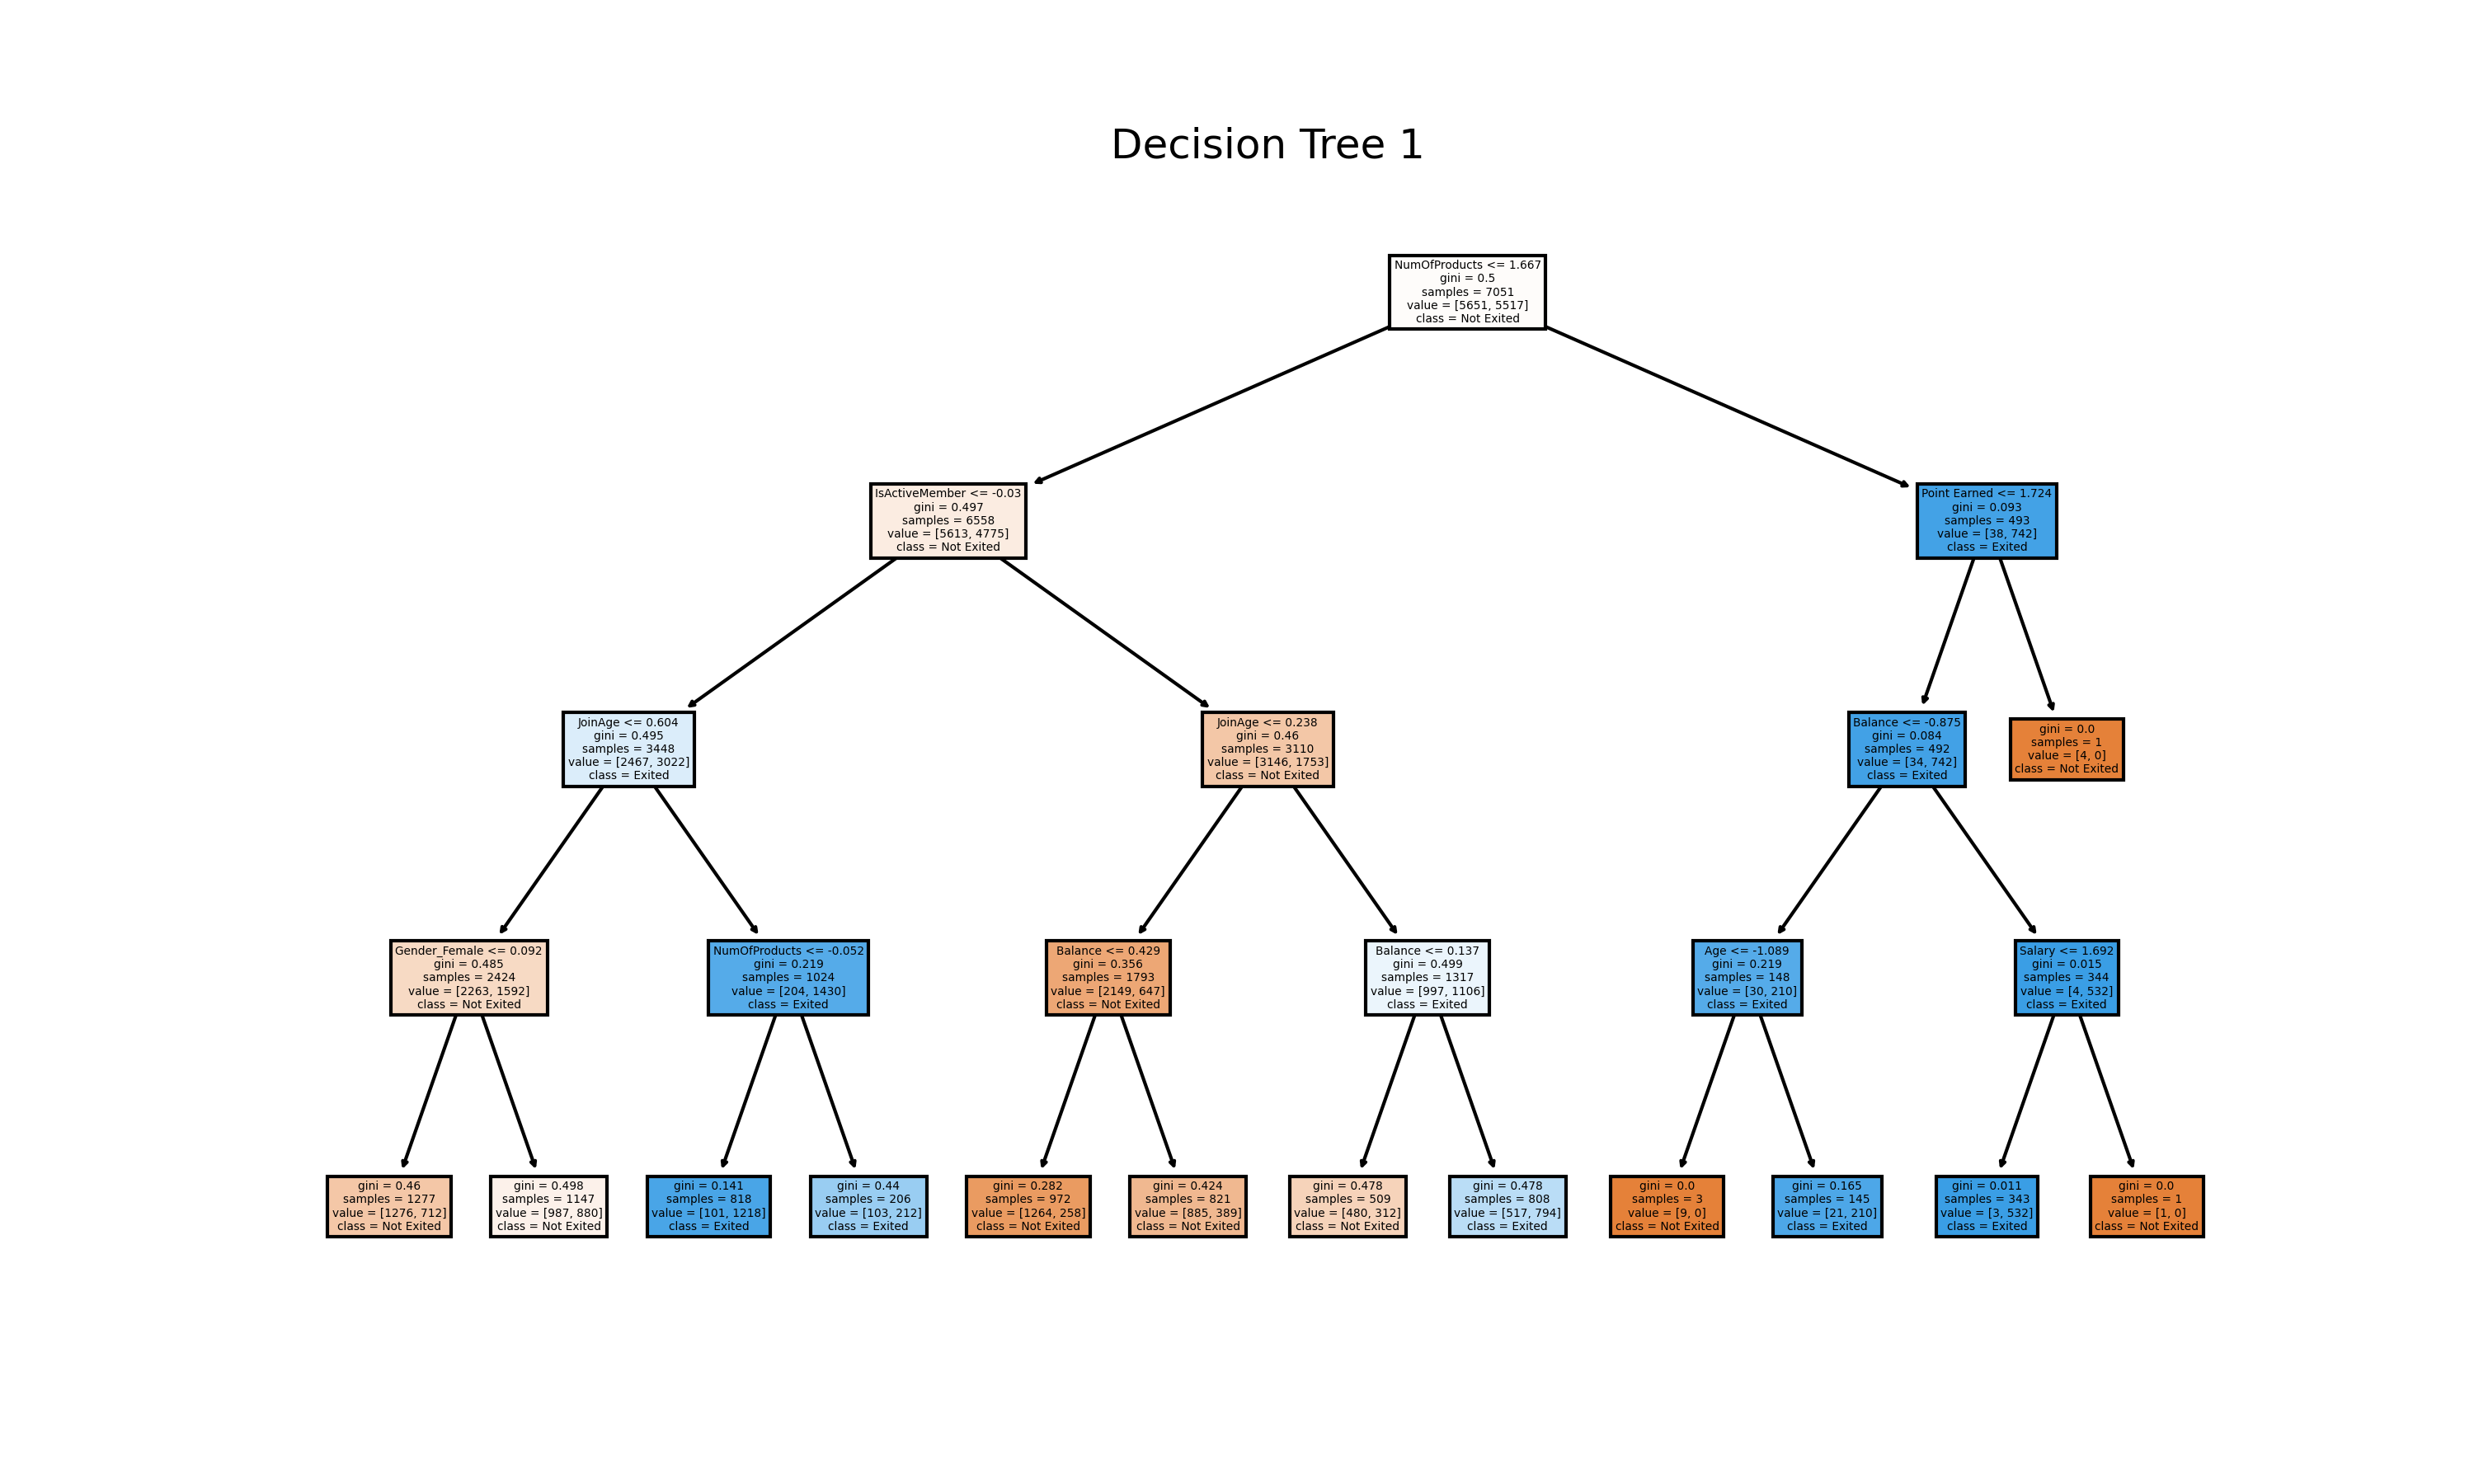 Decision Tree 1
NumOfProducts <= 1.667
gini = 0.5
samples = 7051
value = [5651, 5517]
class = Not Exited
IsActiveMember <= -0.03
gini = 0.497
samples = 6558
value = [5613, 4775]
class = Not Exited
Point Earned <= 1.724
gini = 0.093
samples = 493
value = [38, 742]
class = Exited
JoinAge <= 0.604
gini = 0.495
samples = 3448
value = [2467, 3022]
class = Exited
JoinAge <= 0.238
gini = 0.46
samples = 3110
value = [3146, 1753]
class = Not Exited
Balance <= -0.875
gini = 0.084
samples = 492
value = [34, 742]
class = Exited
gini = 0.0
samples = 1
value = [4, 0]
class = Not Exited
Gender_Female <= 0.092
gini = 0.485
samples = 2424
value = [2263, 1592]
class = Not Exited
NumOfProducts <= -0.052
gini = 0.219
samples = 1024
value = [204, 1430]
class = Exited
Balance <= 0.429
gini = 0.356
samples = 1793
value = [2149, 647]
class = Not Exited
Balance <= 0.137
gini = 0.499
samples = 1317
value = [997, 1106]
class = Exited
Age <= -1.089
gini = 0.219
samples = 148
value = [30, 210]
class = Exited
Salary <= 1.692
gini = 0.015
samples = 344
value = [4, 532]
class = Exited
gini = 0.46
samples = 1277
value = [1276, 712]
class = Not Exited
gini = 0.498
samples = 1147
value = [987, 880]
class = Not Exited
gini = 0.141
samples = 818
value = [101, 1218]
class = Exited
gini = 0.44
samples = 206
value = [103, 212]
class = Exited
gini = 0.282
samples = 972
value = [1264, 258]
class = Not Exited
gini = 0.424
samples = 821
value = [885, 389]
class = Not Exited
gini = 0.478
samples = 509
value = [480, 312]
class = Not Exited
gini = 0.478
samples = 808
value = [517, 794]
class = Exited
gini = 0.0
samples = 3
value = [9, 0]
class = Not Exited
gini = 0.165
samples = 145
value = [21, 210]
class = Exited
gini = 0.011
samples = 343
value = [3, 532]
class = Exited
gini = 0.0
samples = 1
value = [1, 0]
class = Not Exited